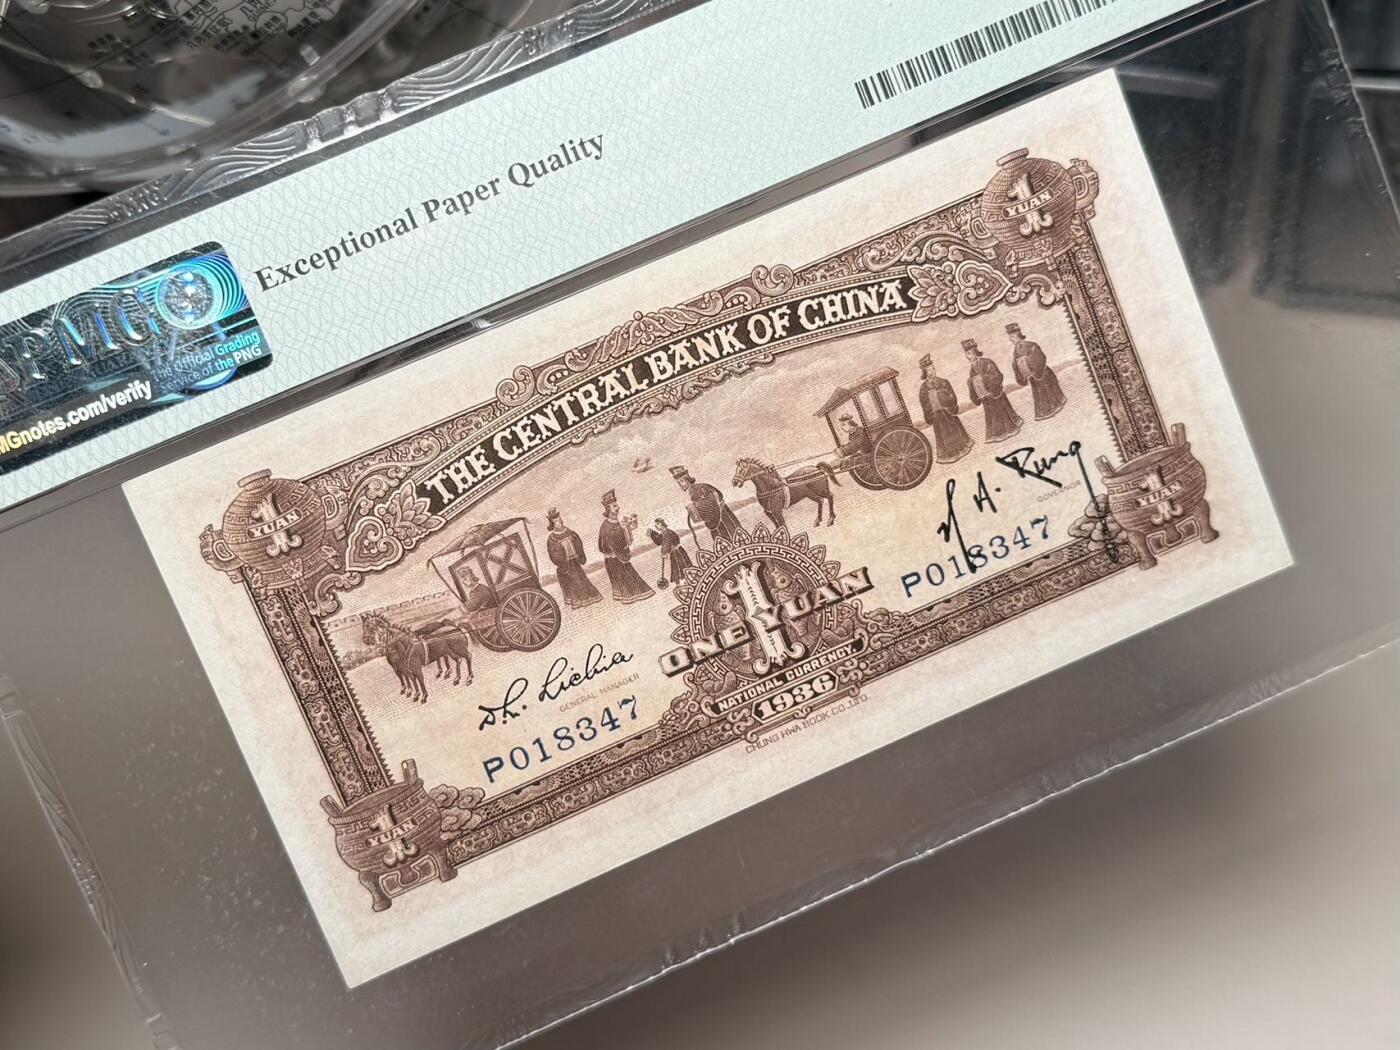 Exceptional Paper Quality
PMG
The Official Grading
Service of the PNG
MGnotes.com/verify
THE CENTRAL BANK OF CHINA
1
YUAN
1
YUAN
H. H. Kung
GOVERNOR
P018347
1
ONE YUAN
GENERAL MANAGER
P018347
NATIONAL CURRENCY
1936
CHUNG HWA BOOK CO., LTD.
1
YUAN
1
YUAN